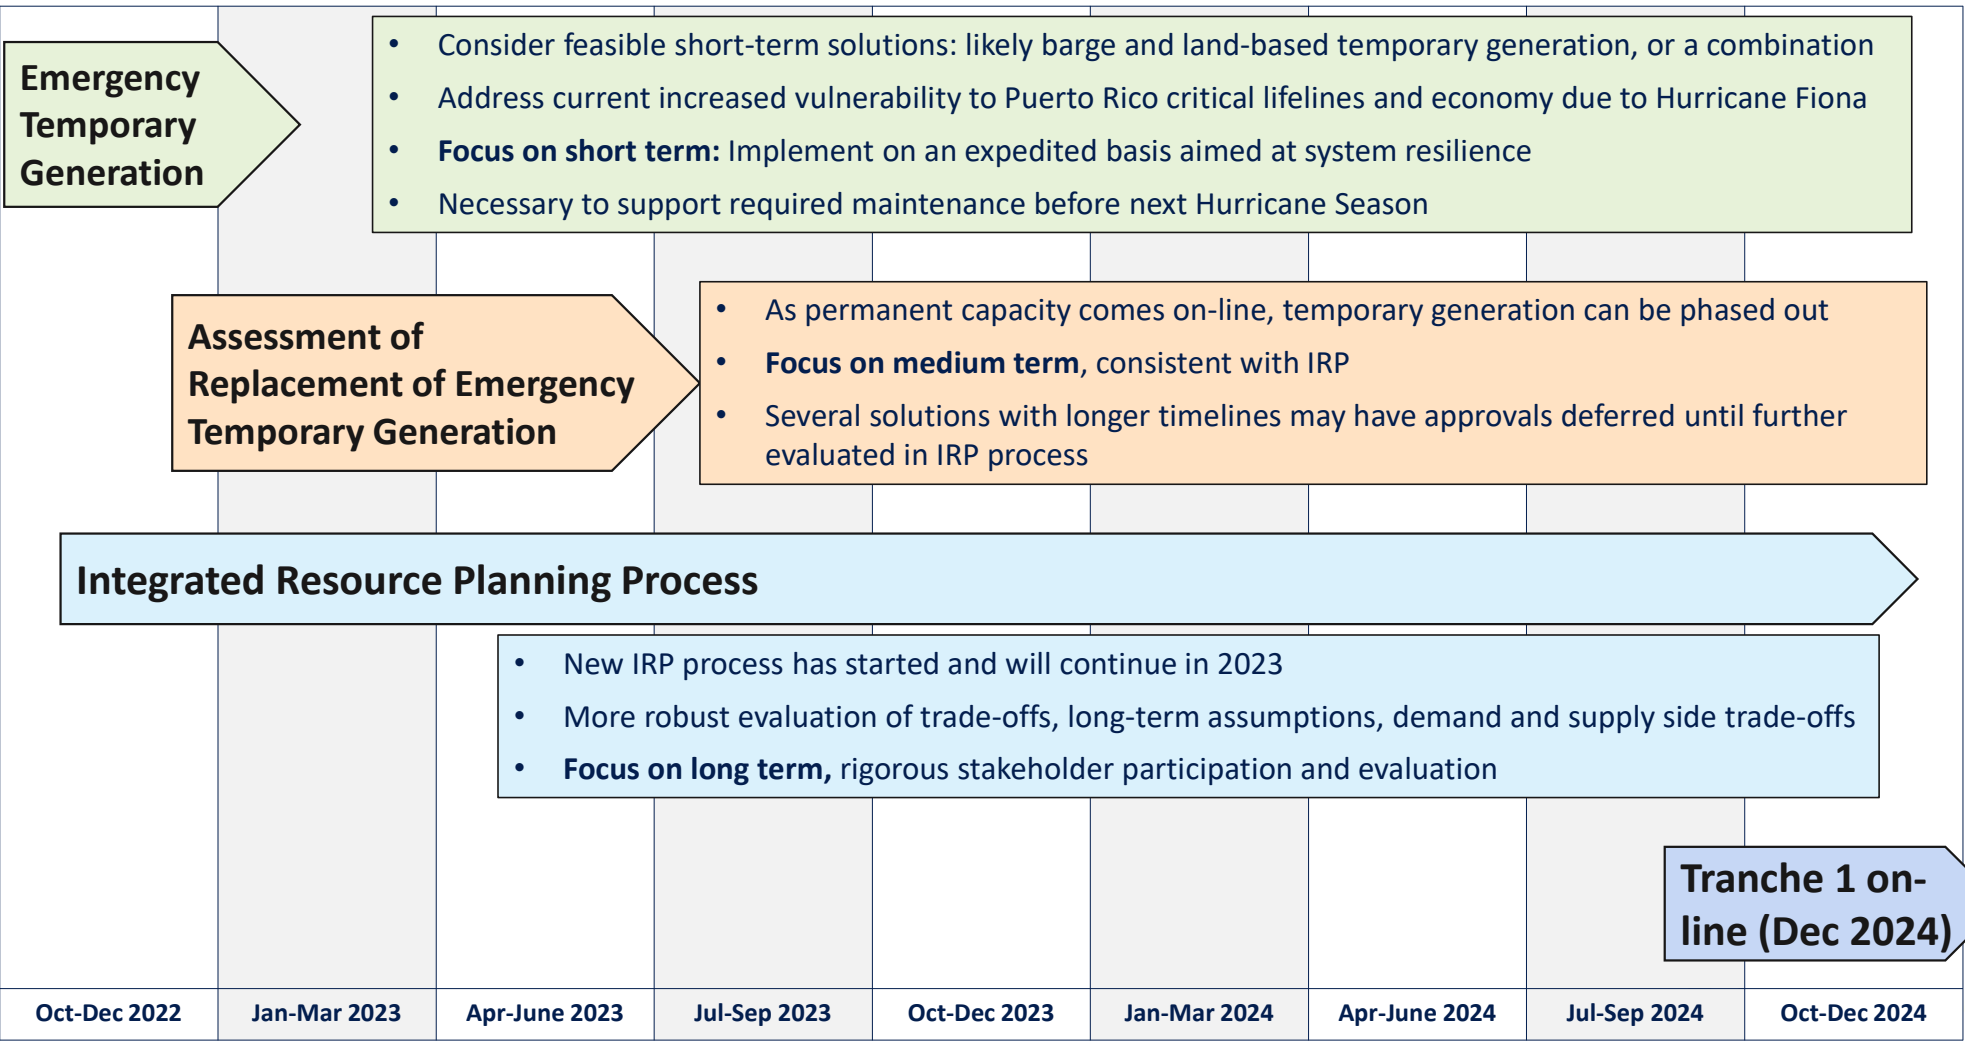 Emergency
Temporary
Generation
• Consider feasible short-term solutions: likely barge and land-based temporary generation, or a combination
• Address current increased vulnerability to Puerto Rico critical lifelines and economy due to Hurricane Fiona
• Focus on short term: Implement on an expedited basis aimed at system resilience
• Necessary to support required maintenance before next Hurricane Season
Assessment of
Replacement of Emergency
Temporary Generation
• As permanent capacity comes on-line, temporary generation can be phased out
• Focus on medium term, consistent with IRP
• Several solutions with longer timelines may have approvals deferred until further
evaluated in IRP process
Integrated Resource Planning Process
• New IRP process has started and will continue in 2023
• More robust evaluation of trade-offs, long-term assumptions, demand and supply side trade-offs
• Focus on long term, rigorous stakeholder participation and evaluation
Tranche 1 on-
line (Dec 2024)
Oct-Dec 2022 Jan-Mar 2023 Apr-June 2023 Jul-Sep 2023 Oct-Dec 2023 Jan-Mar 2024 Apr-June 2024 Jul-Sep 2024 Oct-Dec 2024